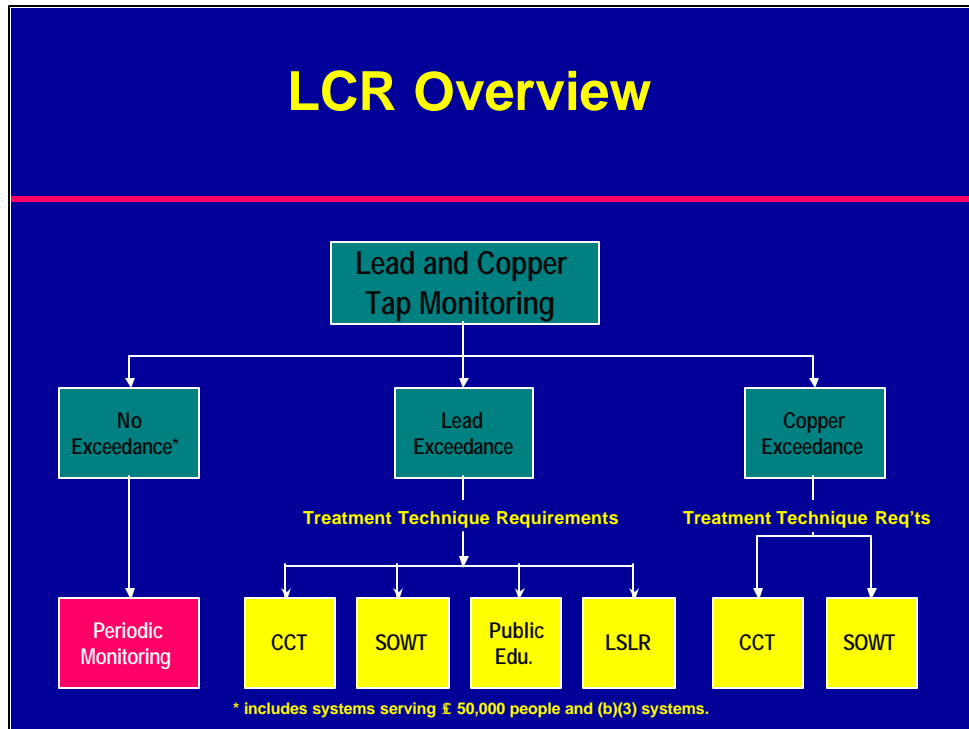 LCR Overview
Lead and Copper
Tap Monitoring
No
Exceedance*
Lead
Exceedance
Copper
Exceedance
Treatment Technique Requirements
Treatment Technique Req'ts
Periodic
Monitoring
CCT
SOWT
Public
Edu.
LSLR
CCT
SOWT
* includes systems serving £ 50,000 people and (b)(3) systems.